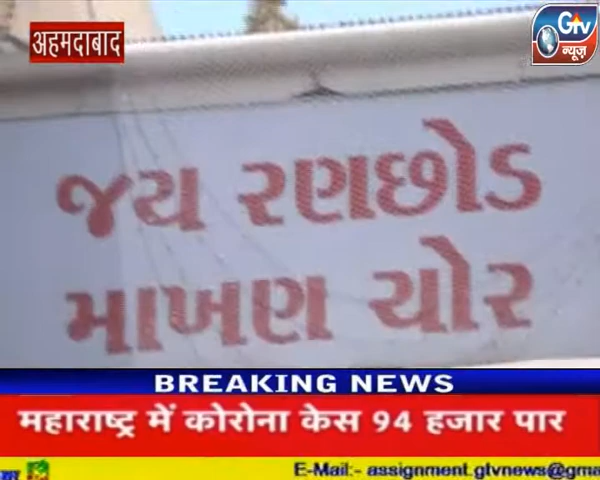 अहमदाबाद
Gtv
न्यूज़
જય રણછોડ
માખણ ચોર
BREAKING NEWS
महाराष्ट्र में कोरोना केस 94 हजार पार
E-Mail:- assignment.gtvnews@gma